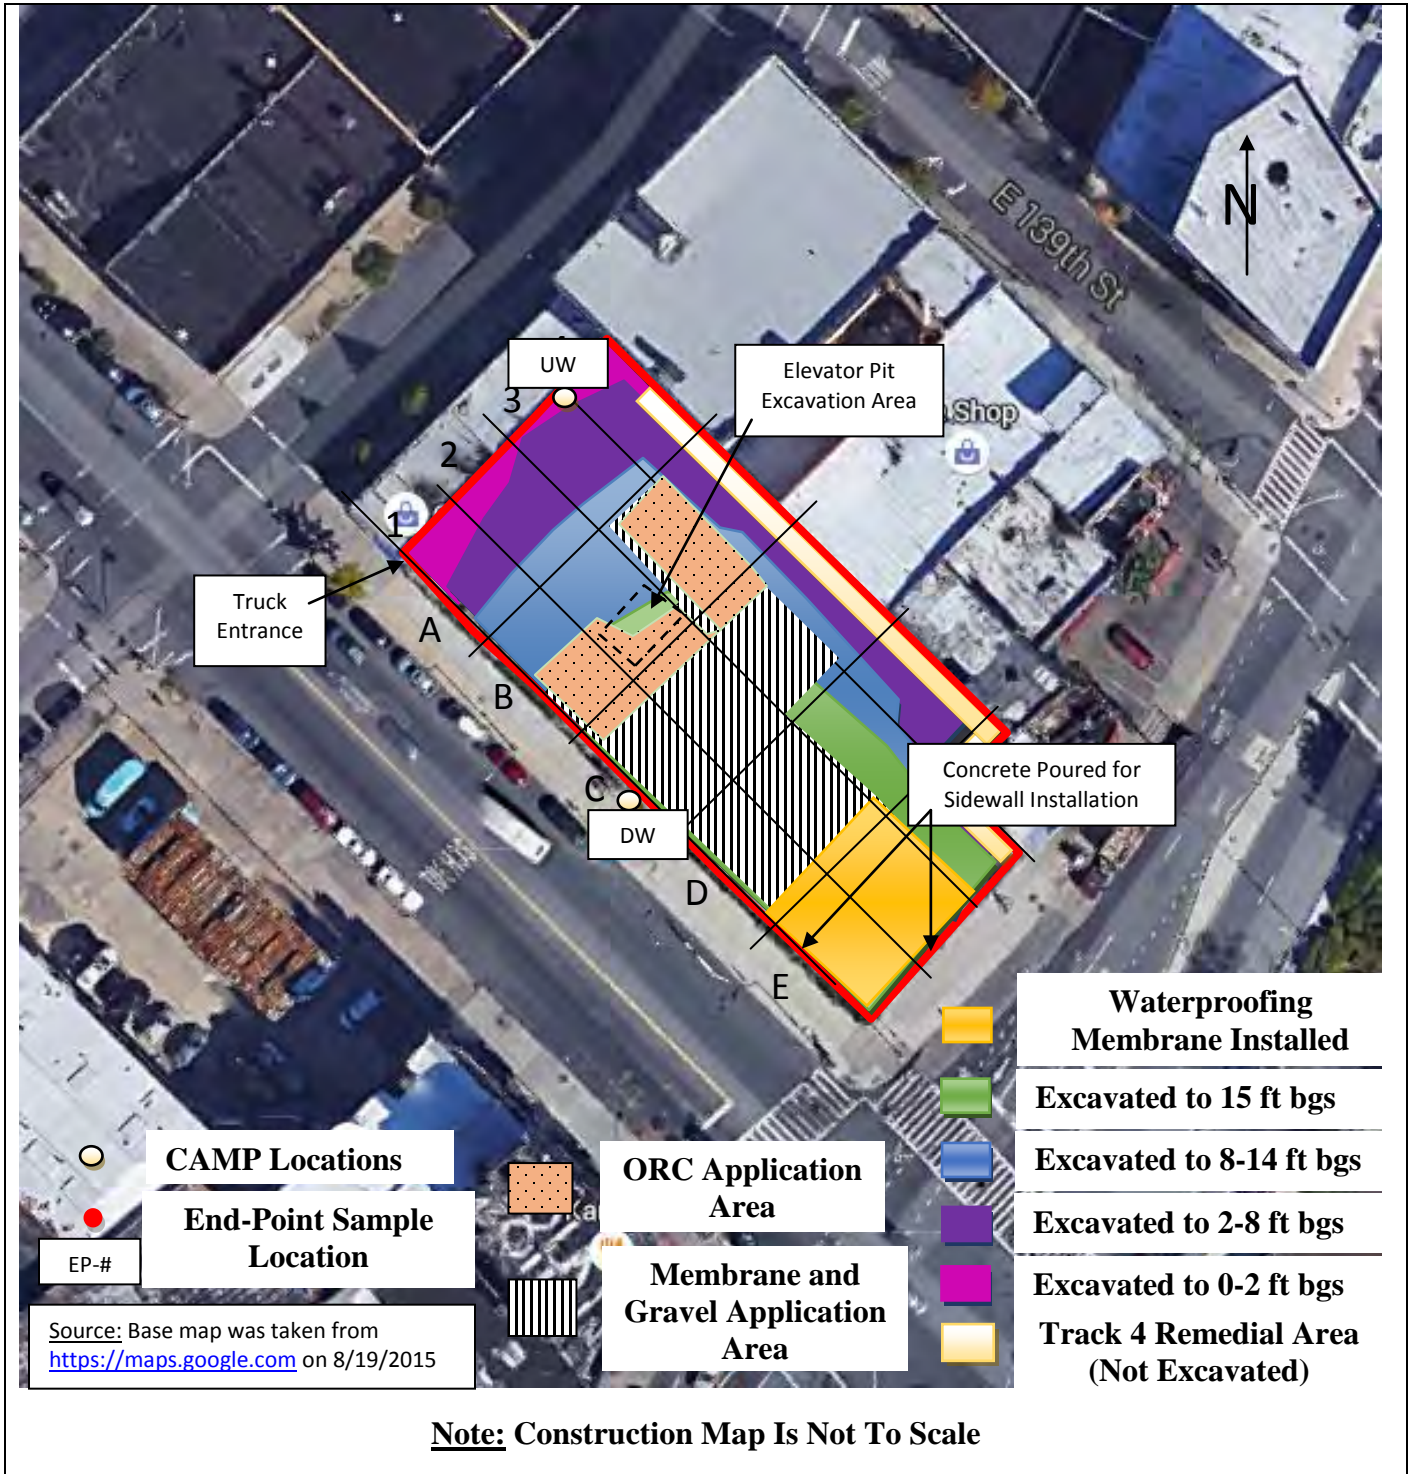 E 139th St
N
UW
Elevator Pit
Excavation Area
Shop
3
2
1
Truck
Entrance
A
B
C
DW
Concrete Poured for
Sidewall Installation
D
E
Waterproofing
Membrane Installed
Excavated to 15 ft bgs
Excavated to 8-14 ft bgs
Excavated to 2-8 ft bgs
Excavated to 0-2 ft bgs
Track 4 Remedial Area
(Not Excavated)
CAMP Locations
End-Point Sample
Location
EP-#
ORC Application
Area
Membrane and
Gravel Application
Area
Source: Base map was taken from
https://maps.google.com on 8/19/2015
Note: Construction Map Is Not To Scale